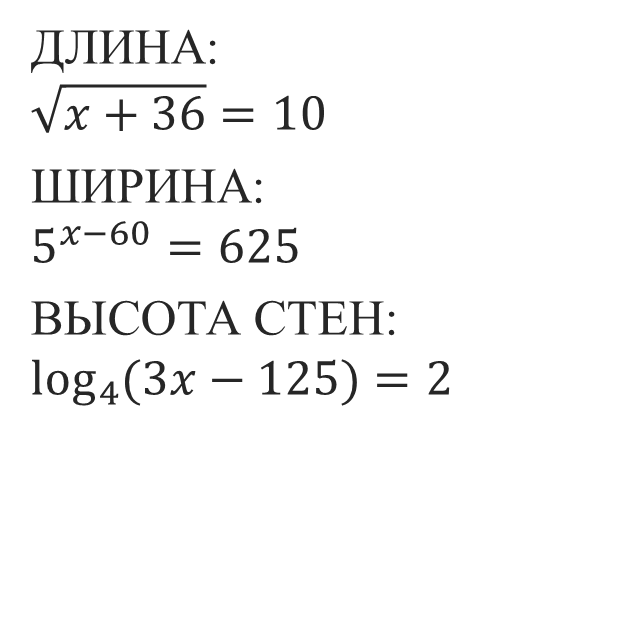 ДЛИНА:
√(x + 36) = 10
ШИРИНА:
5^(x−60) = 625
ВЫСОТА СТЕН:
log₄(3x − 125) = 2